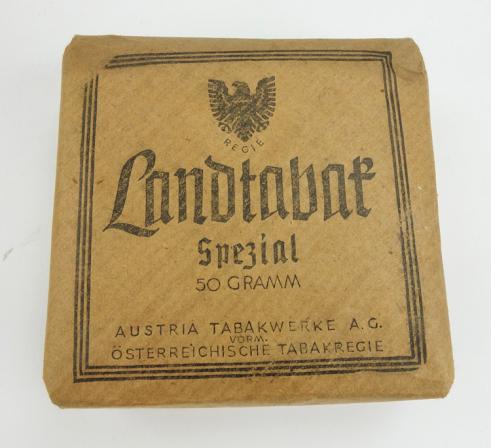 REGIE
Landtabak
Spezial
50 GRAMM
AUSTRIA TABAKWERKE A.G.
VORM.
ÖSTERREICHISCHE TABAKREGIE